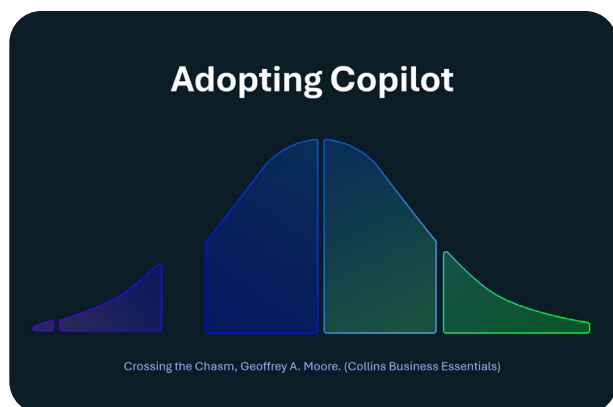 Adopting Copilot
Crossing the Chasm, Geoffrey A. Moore. (Collins Business Essentials)